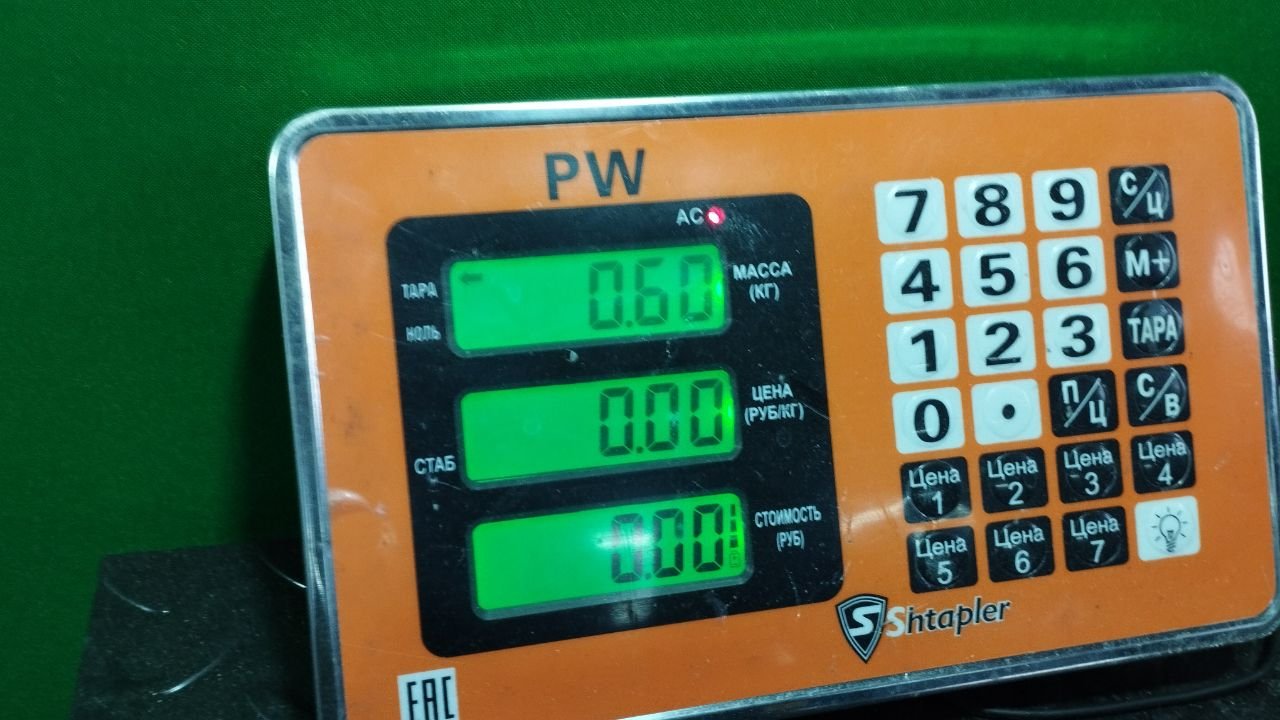 PW
AC
ТАРА
0.60
МАССА
(КГ)
НОЛЬ
0.00
ЦЕНА
(РУБ/КГ)
СТАБ
0.00
СТОИМОСТЬ
(РУБ)
7 8 9 С/Ц
4 5 6 М+
1 2 3 ТАРА
0 • П/Ц С/В
Цена 1 Цена 2 Цена 3 Цена 4
Цена 5 Цена 6 Цена 7
S Shtapler
EAC